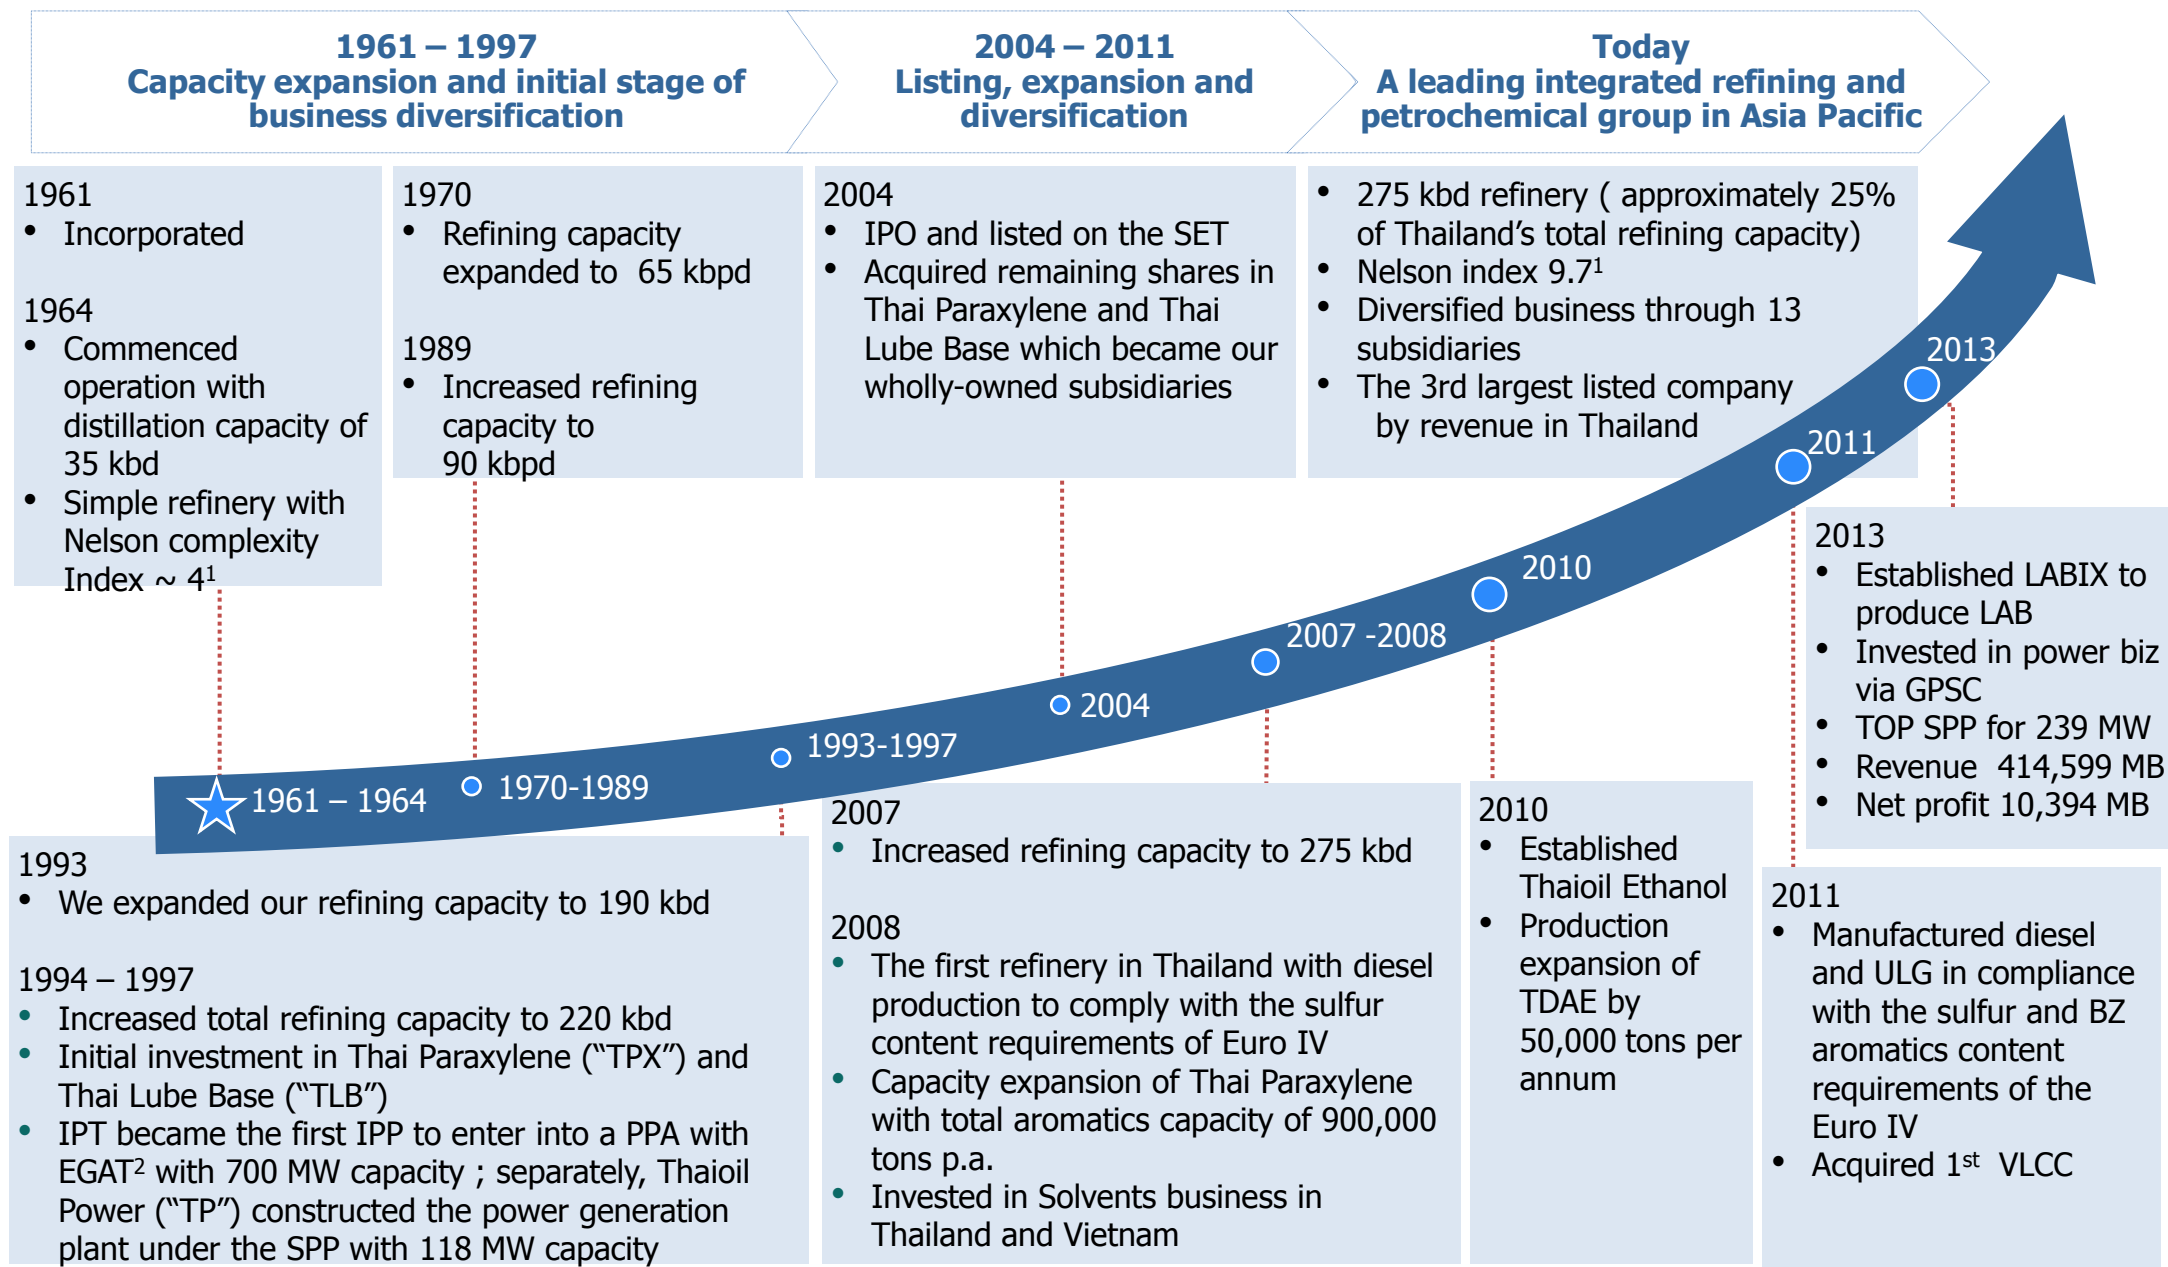 1961 – 1997
Capacity expansion and initial stage of
business diversification
2004 – 2011
Listing, expansion and
diversification
Today
A leading integrated refining and
petrochemical group in Asia Pacific
1961
• Incorporated
1964
• Commenced
operation with
distillation capacity of
35 kbd
• Simple refinery with
Nelson complexity
Index ~ 4¹
1970
• Refining capacity
expanded to 65 kbpd
1989
• Increased refining
capacity to
90 kbpd
2004
• IPO and listed on the SET
• Acquired remaining shares in
Thai Paraxylene and Thai
Lube Base which became our
wholly-owned subsidiaries
• 275 kbd refinery ( approximately 25%
of Thailand’s total refining capacity)
• Nelson index 9.7¹
• Diversified business through 13
subsidiaries
• The 3rd largest listed company
by revenue in Thailand
1961 – 1964
1970-1989
1993-1997
2004
2007 -2008
2010
2011
2013
1993
• We expanded our refining capacity to 190 kbd
1994 – 1997
• Increased total refining capacity to 220 kbd
• Initial investment in Thai Paraxylene (“TPX”) and
Thai Lube Base (“TLB”)
• IPT became the first IPP to enter into a PPA with
EGAT² with 700 MW capacity ; separately, Thaioil
Power (“TP”) constructed the power generation
plant under the SPP with 118 MW capacity
2007
• Increased refining capacity to 275 kbd
2008
• The first refinery in Thailand with diesel
production to comply with the sulfur
content requirements of Euro IV
• Capacity expansion of Thai Paraxylene
with total aromatics capacity of 900,000
tons p.a.
• Invested in Solvents business in
Thailand and Vietnam
2010
• Established
Thaioil Ethanol
• Production
expansion of
TDAE by
50,000 tons per
annum
2011
• Manufactured diesel
and ULG in compliance
with the sulfur and BZ
aromatics content
requirements of the
Euro IV
• Acquired 1st VLCC
2013
• Established LABIX to
produce LAB
• Invested in power biz
via GPSC
• TOP SPP for 239 MW
• Revenue 414,599 MB
• Net profit 10,394 MB